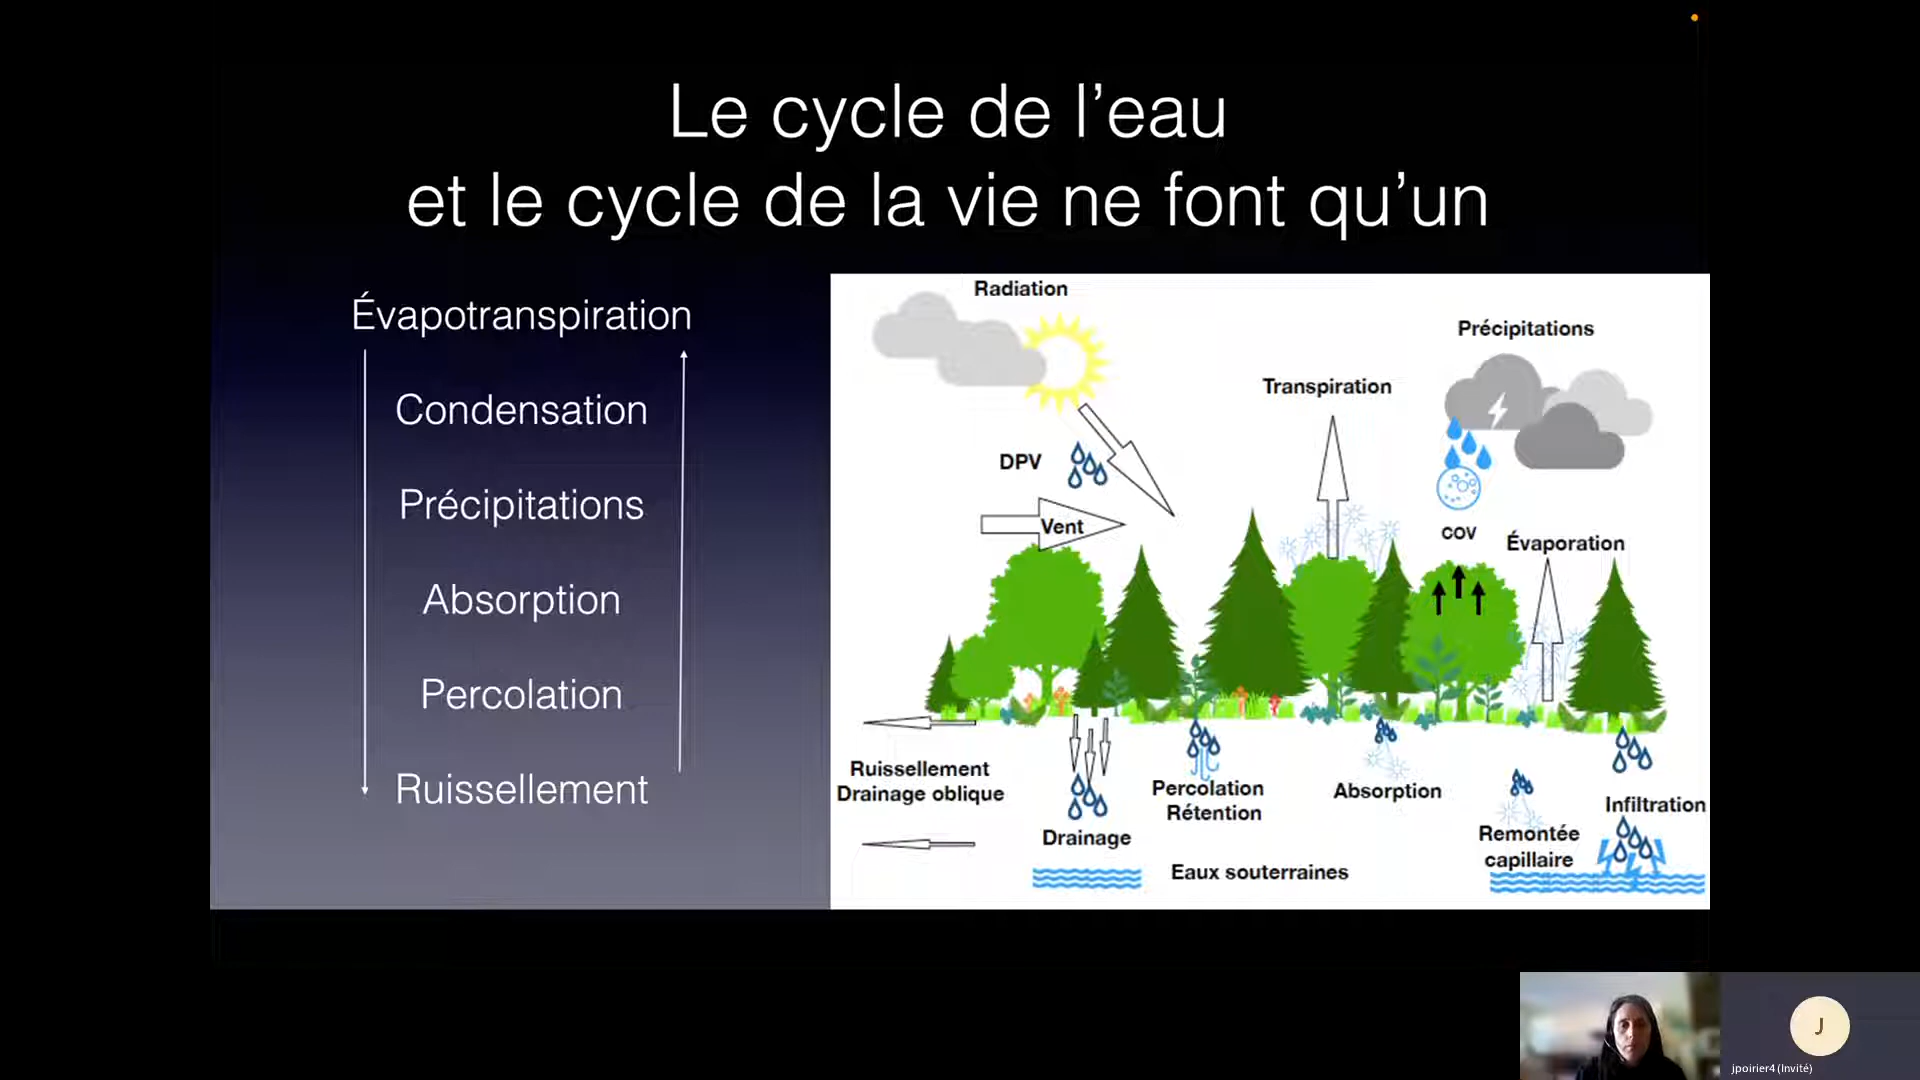 Le cycle de l’eau
et le cycle de la vie ne font qu’un
Évapotranspiration
Condensation
Précipitations
Absorption
Percolation
Ruissellement
Radiation
Précipitations
Transpiration
DPV
Vent
COV
Évaporation
Ruissellement
Drainage oblique
Drainage
Percolation
Rétention
Absorption
Remontée
capillaire
Infiltration
Eaux souterraines
J
jpoirier4 (Invité)